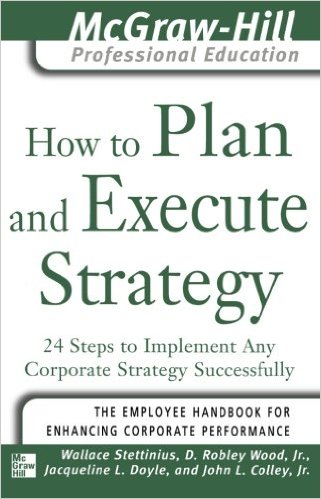 McGraw-Hill
Professional Education
How to Plan
and Execute
Strategy
24 Steps to Implement Any
Corporate Strategy Successfully
THE EMPLOYEE HANDBOOK FOR
ENHANCING CORPORATE PERFORMANCE
Mc
Graw
Hill
Wallace Stettinius, D. Robley Wood, Jr.,
Jacqueline L. Doyle, and John L. Colley, Jr.